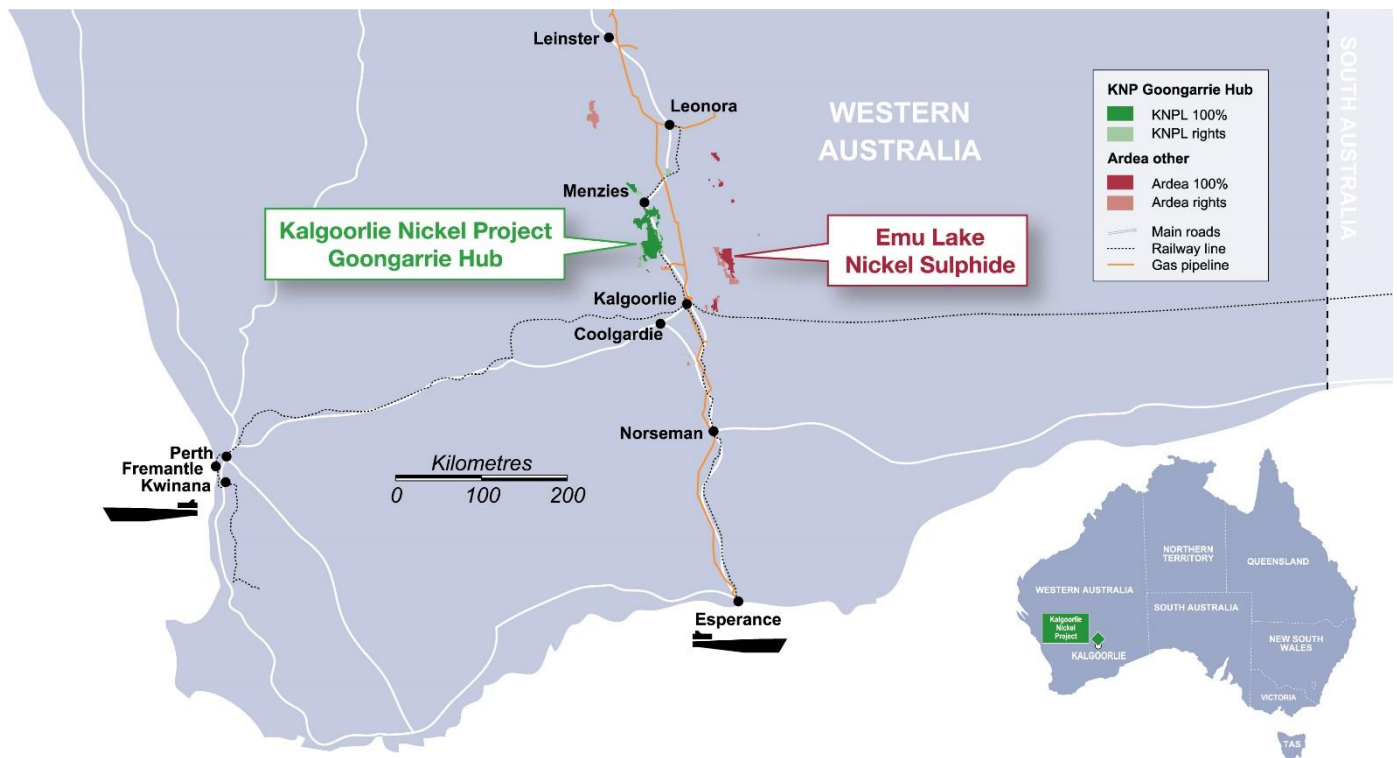 Leinster
Leonora
WESTERN
AUSTRALIA
SOUTH AUSTRALIA
KNP Goongarrie Hub
KNPL 100%
KNPL rights
Ardea other
Ardea 100%
Ardea rights
Main roads
Railway line
Gas pipeline
Menzies
Kalgoorlie Nickel Project
Goongarrie Hub
Emu Lake
Nickel Sulphide
Kalgoorlie
Coolgardie
Norseman
Perth
Fremantle
Kwinana
Kilometres
0 100 200
Esperance
NORTHERN
TERRITORY
QUEENSLAND
WESTERN AUSTRALIA
SOUTH AUSTRALIA
Kalgoorlie
Nickel
Project
KALGOORLIE
NEW SOUTH
WALES
VICTORIA
TAS